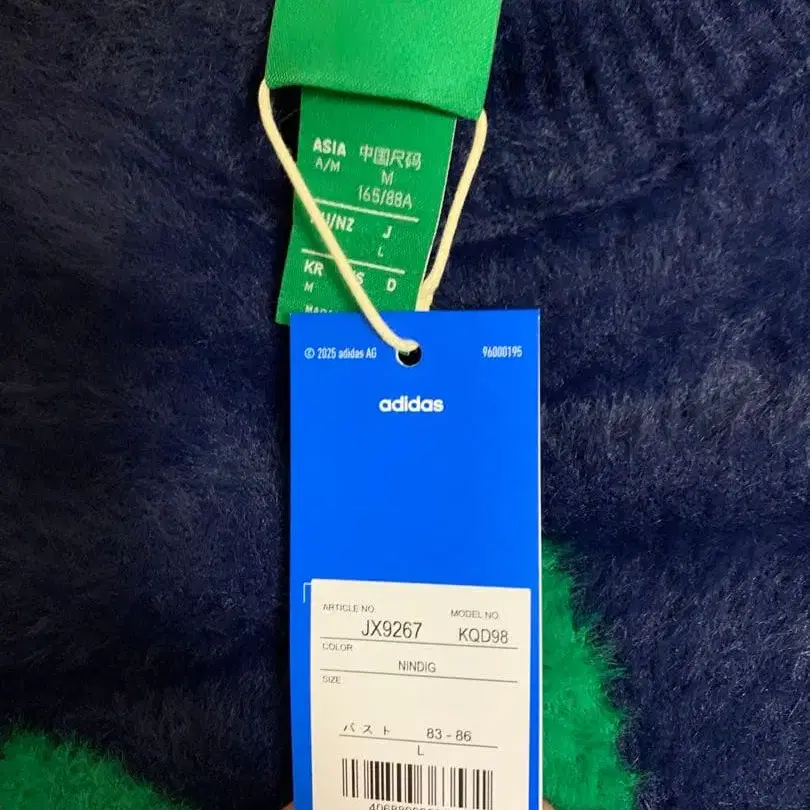 ASIA 中国尺码
A/M M
165/88A
J
L
KR D
M
© 2025 adidas AG 96000195
adidas
ARTICLE NO. MODEL NO.
JX9267 KQD98
COLOR
NINDIG
SIZE
バスト 83 - 86
L